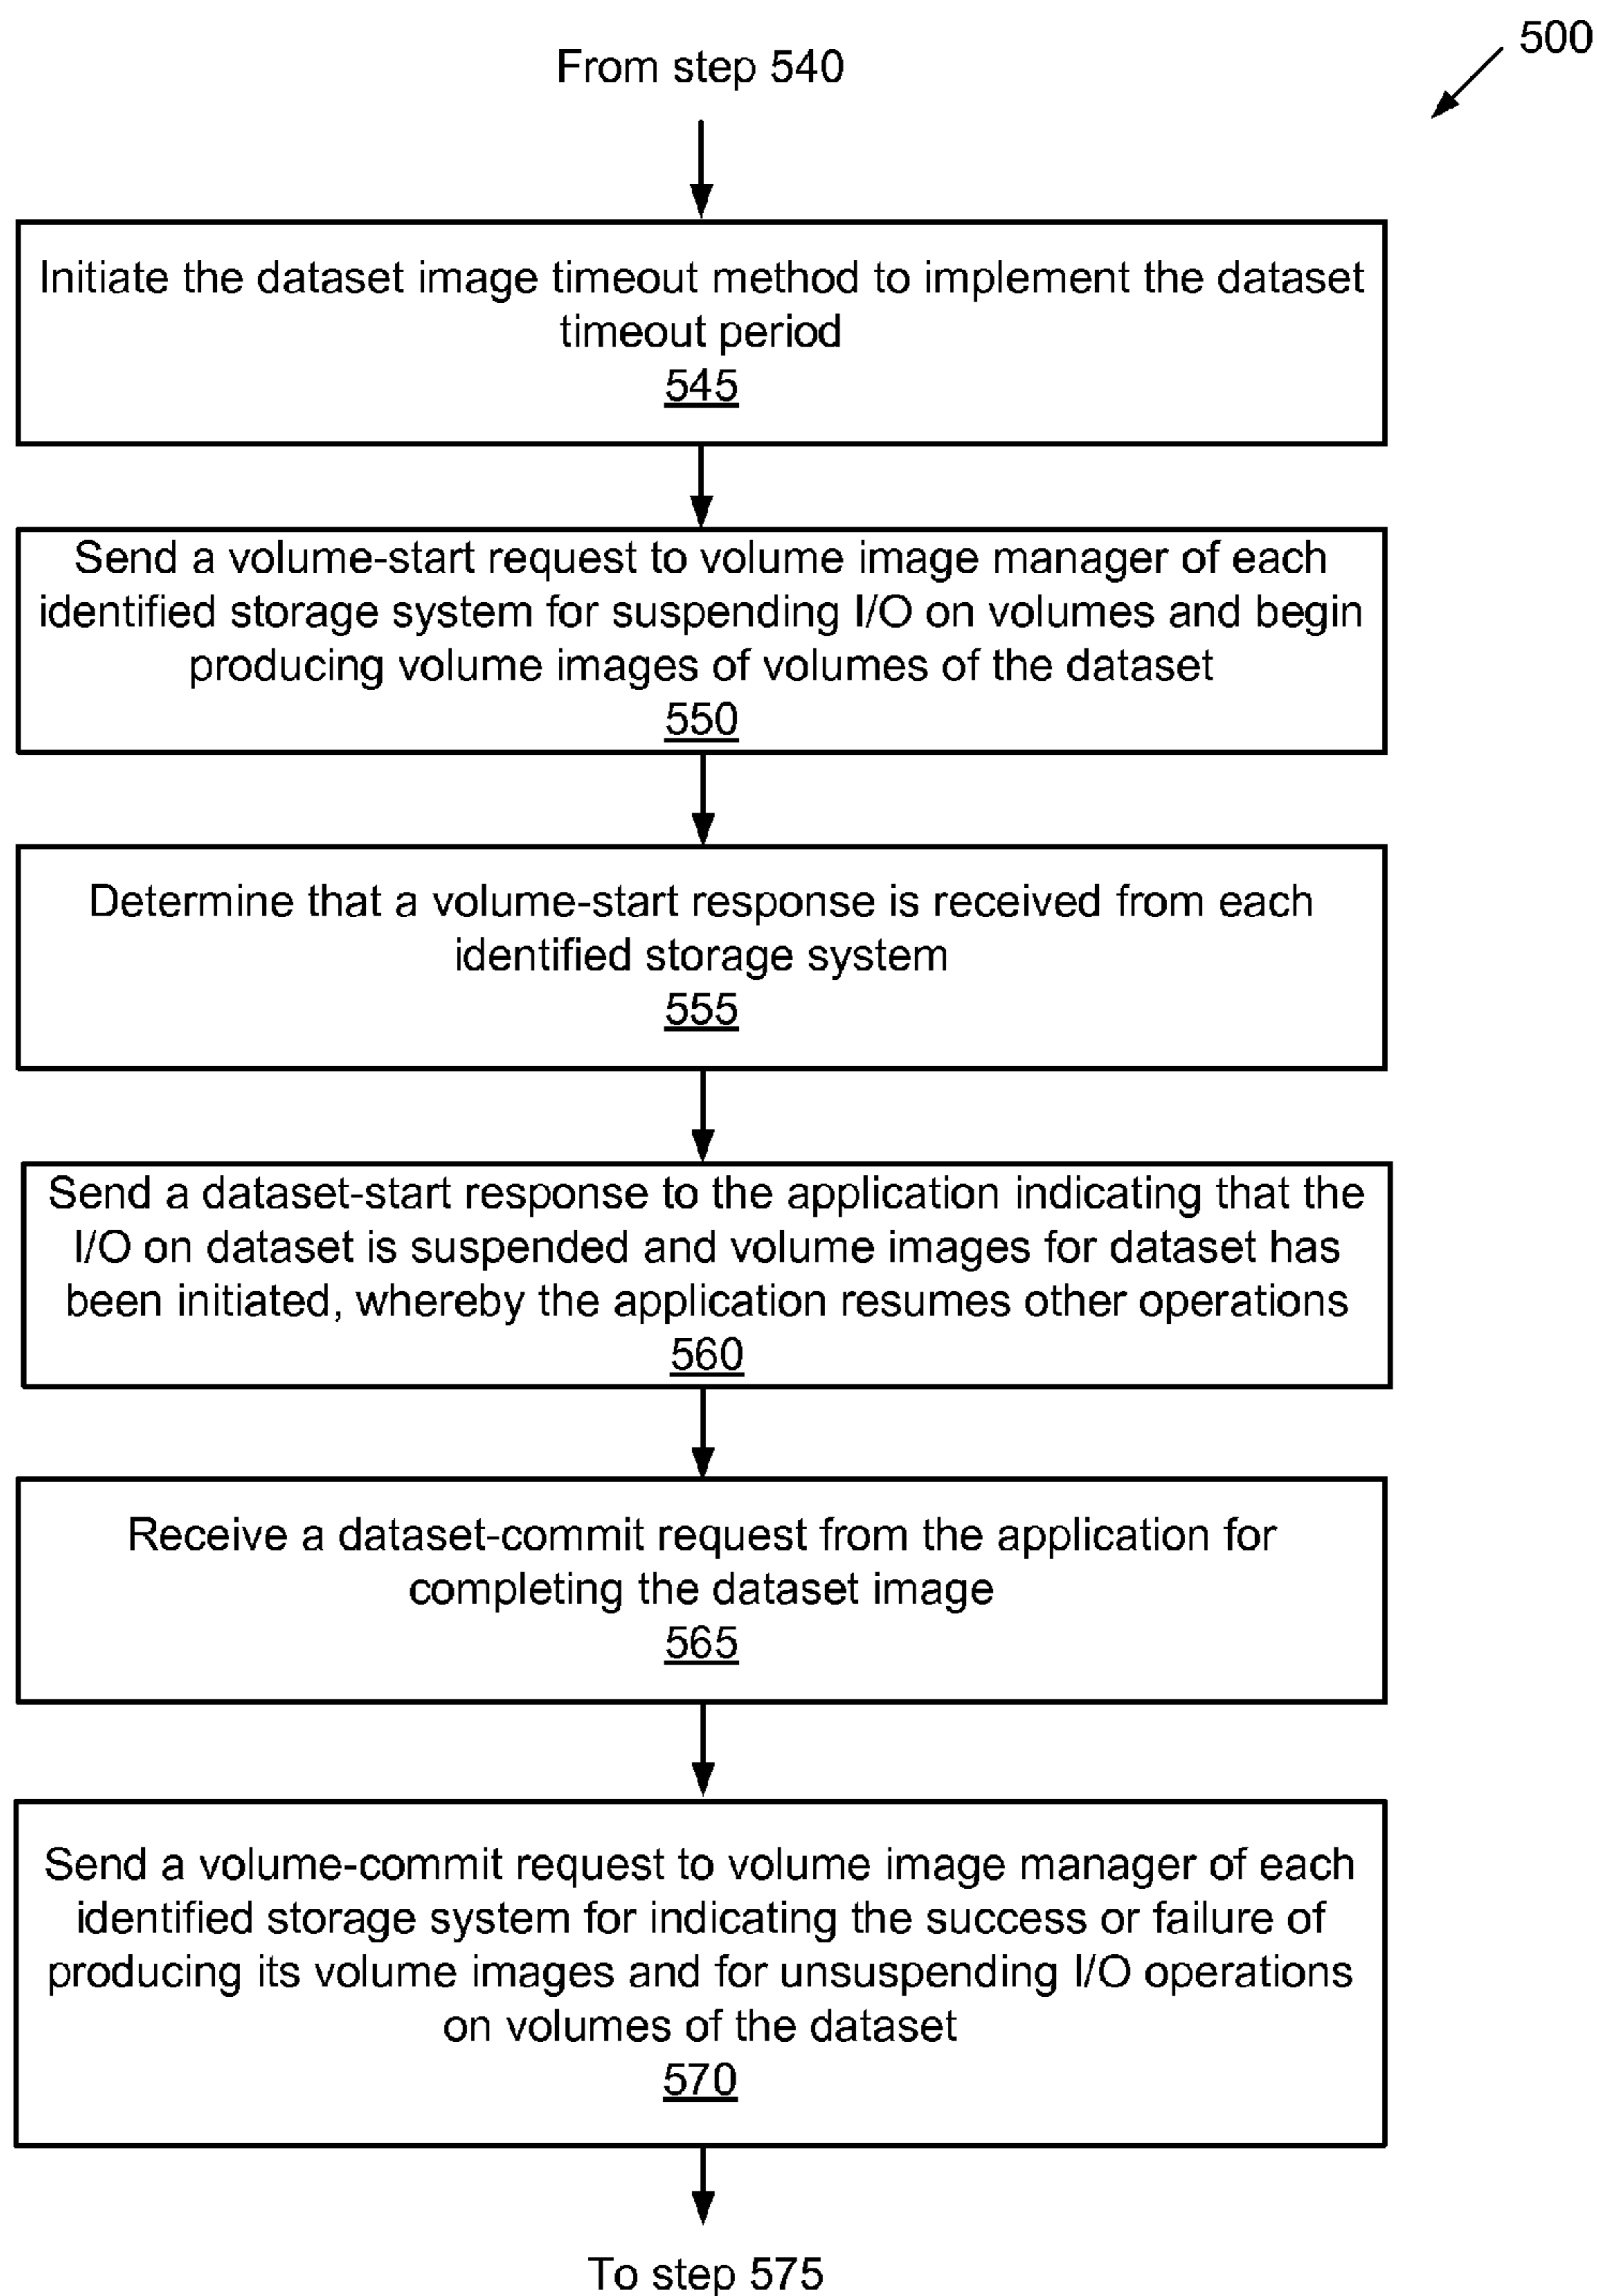 500
From step 540
Initiate the dataset image timeout method to implement the dataset
timeout period
545
Send a volume-start request to volume image manager of each
identified storage system for suspending I/O on volumes and begin
producing volume images of volumes of the dataset
550
Determine that a volume-start response is received from each
identified storage system
555
Send a dataset-start response to the application indicating that the
I/O on dataset is suspended and volume images for dataset has
been initiated, whereby the application resumes other operations
560
Receive a dataset-commit request from the application for
completing the dataset image
565
Send a volume-commit request to volume image manager of each
identified storage system for indicating the success or failure of
producing its volume images and for unsuspending I/O operations
on volumes of the dataset
570
To step 575